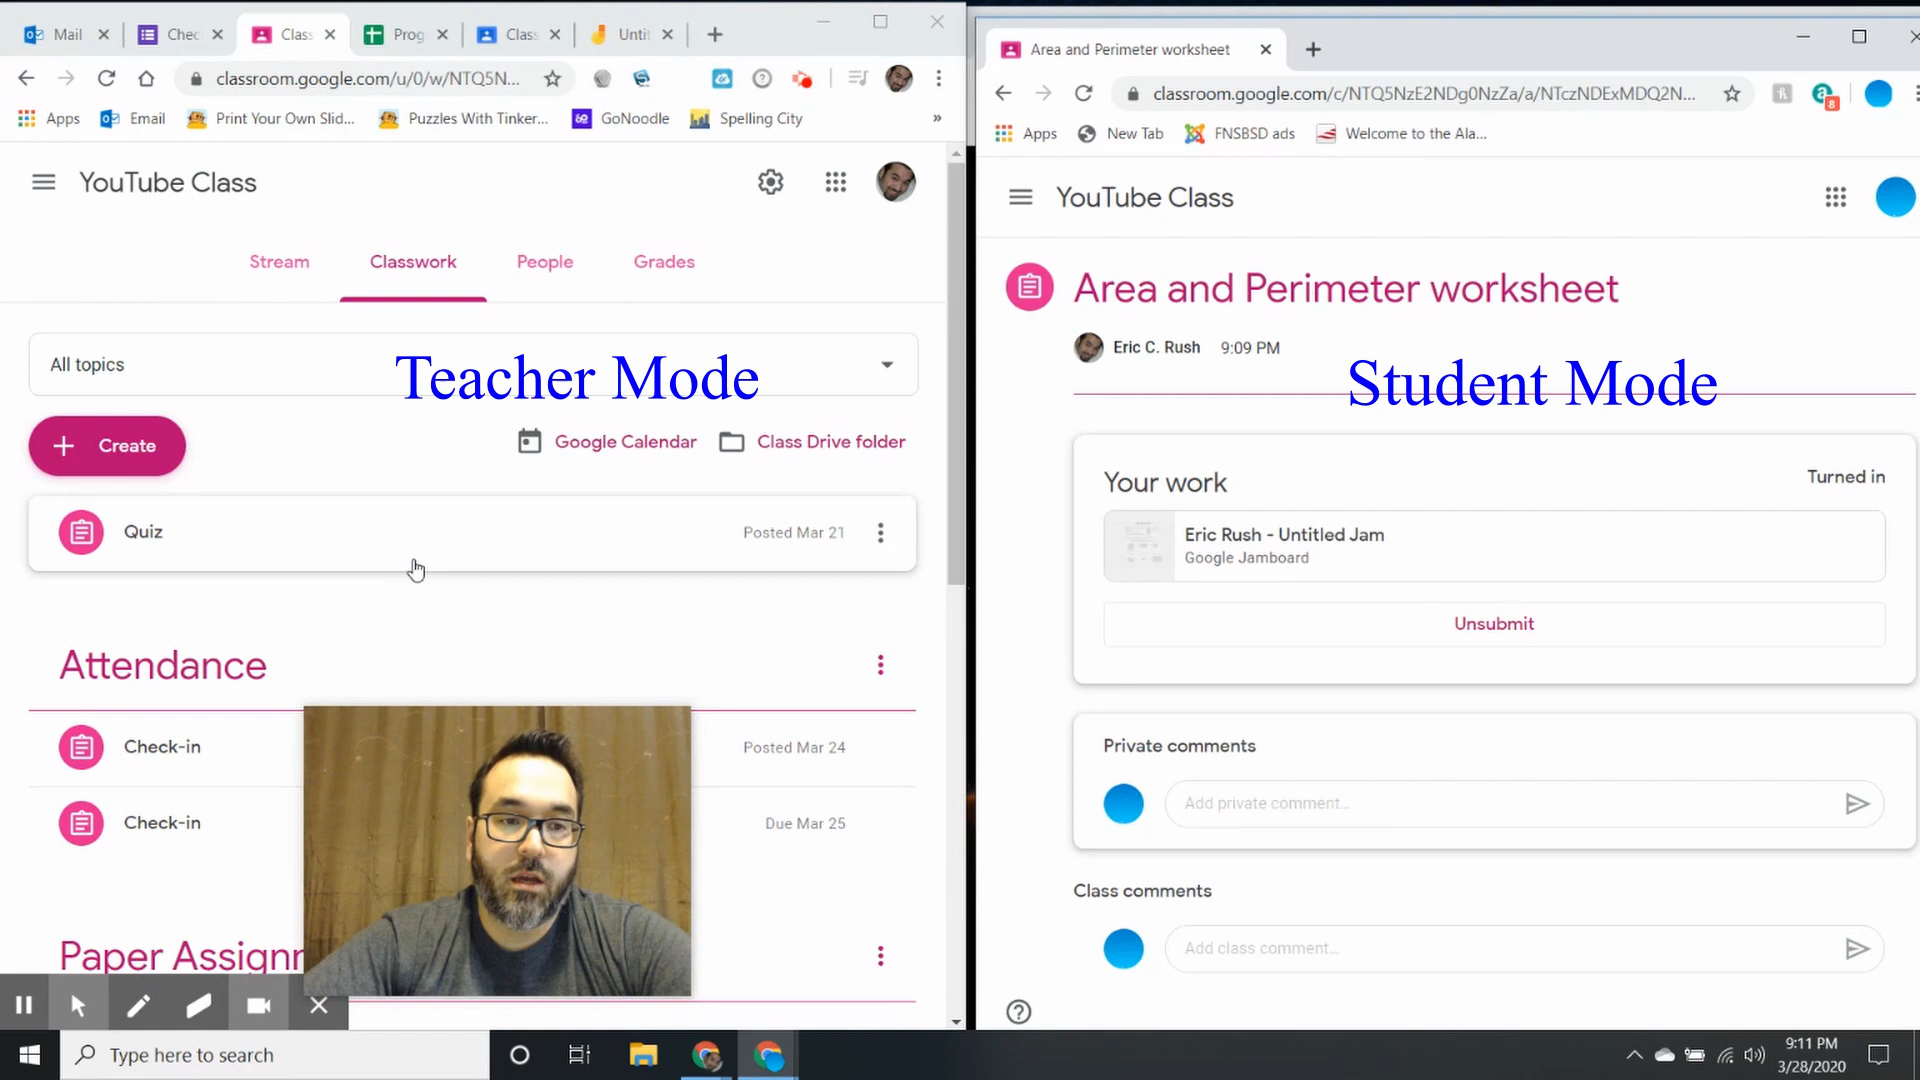 Mail
Chec
Class
Prog
Class
Untit
classroom.google.com/u/0/w/NTQ5N...
Apps
Email
Print Your Own Slid...
Puzzles With Tinker...
GoNoodle
Spelling City
»
YouTube Class
Stream
Classwork
People
Grades
All topics
Teacher Mode
Create
Google Calendar
Class Drive folder
Quiz
Posted Mar 21
Attendance
Check-in
Posted Mar 24
Check-in
Due Mar 25
Paper Assignm
Type here to search
Area and Perimeter worksheet
classroom.google.com/c/NTQ5NzE2NDg0NzZa/a/NTczNDExMDQ2N...
8
Apps
New Tab
FNSBSD ads
Welcome to the Ala...
YouTube Class
Area and Perimeter worksheet
Eric C. Rush 9:09 PM
Student Mode
Your work
Turned in
Eric Rush - Untitled Jam
Google Jamboard
Unsubmit
Private comments
Add private comment...
Class comments
Add class comment...
9:11 PM
3/28/2020